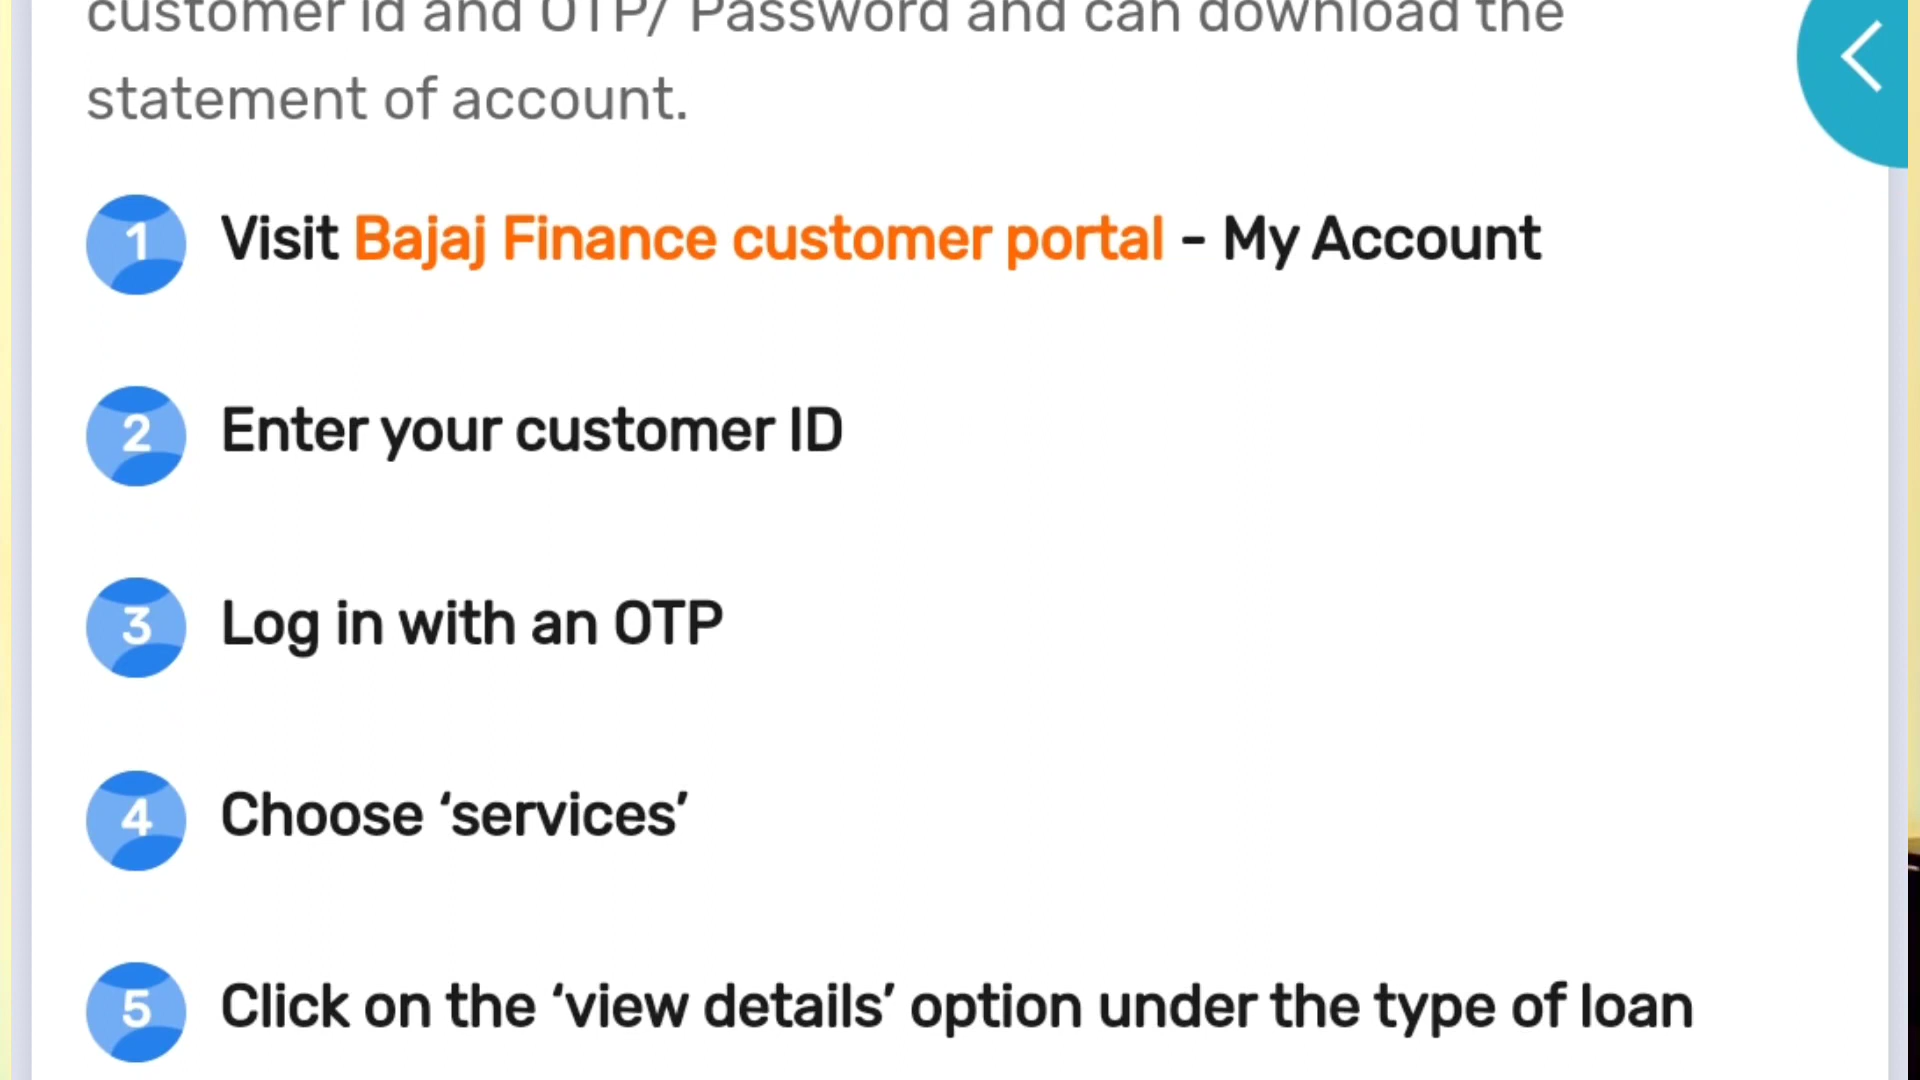 customer id and OTP/ Password and can download the
statement of account.
1 Visit Bajaj Finance customer portal - My Account
2 Enter your customer ID
3 Log in with an OTP
4 Choose ‘services’
5 Click on the ‘view details’ option under the type of loan